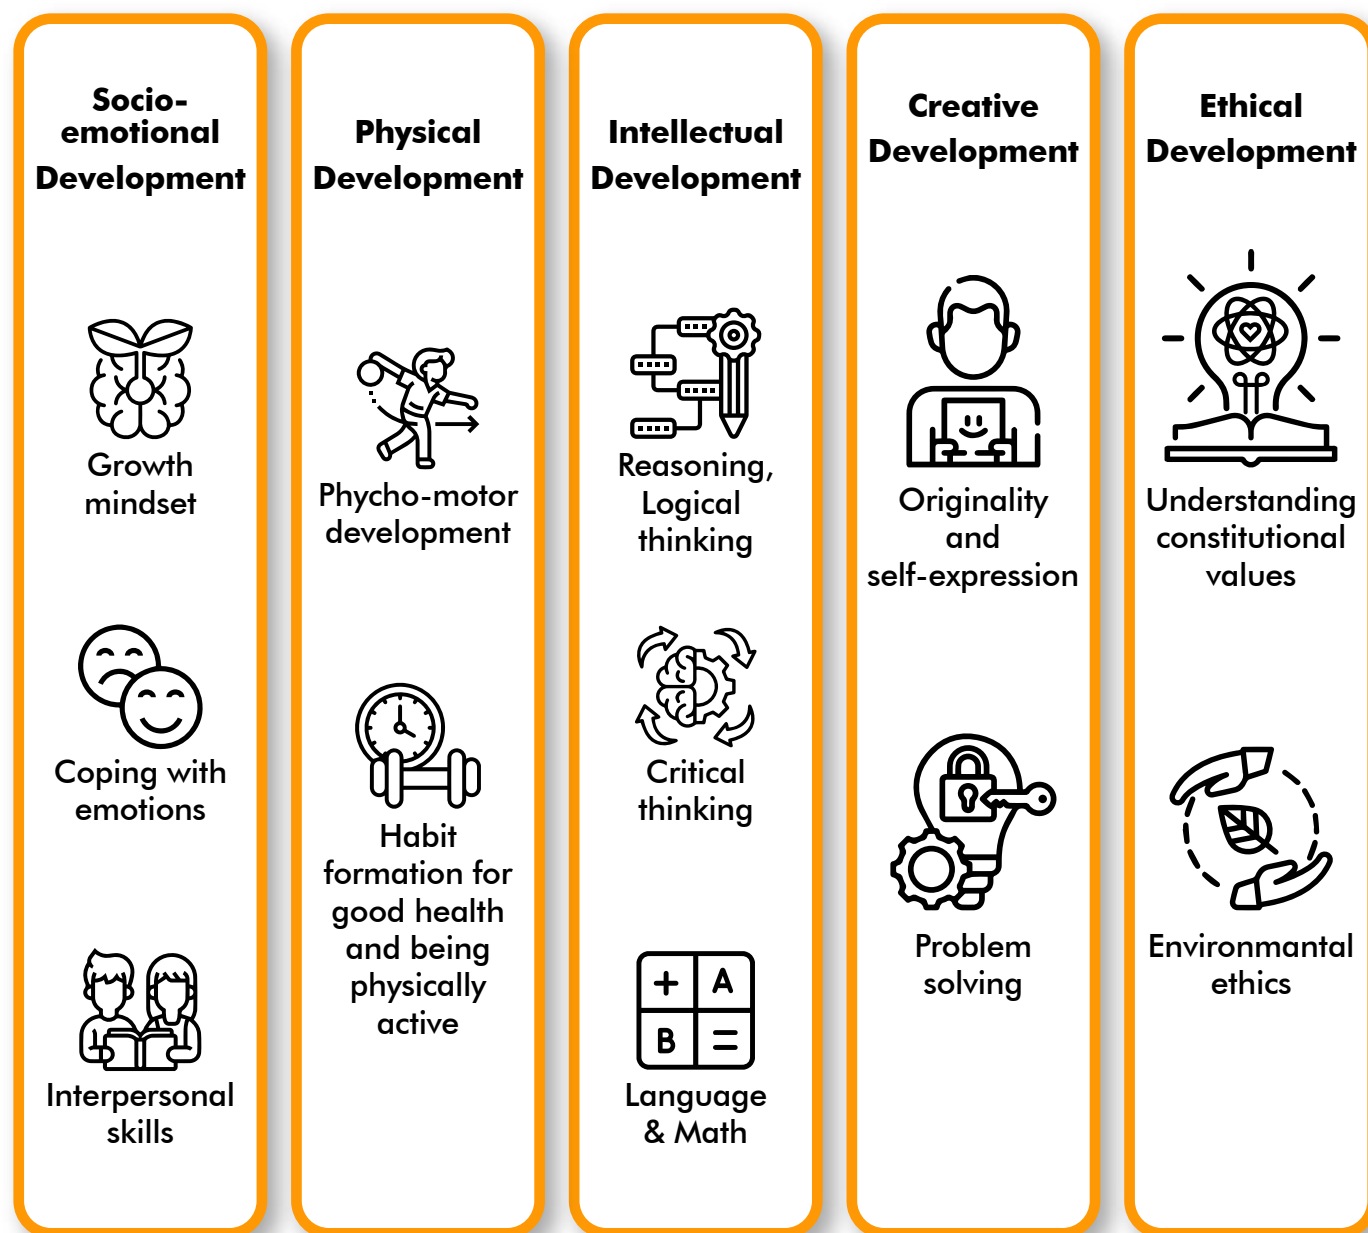 Socio-
emotional
Development
Growth
mindset
Coping with
emotions
Interpersonal
skills
Physical
Development
Phycho-motor
development
Habit
formation for
good health
and being
physically
active
Intellectual
Development
Reasoning,
Logical
thinking
Critical
thinking
+ A
B =
Language
& Math
Creative
Development
Originality
and
self-expression
Problem
solving
Ethical
Development
Understanding
constitutional
values
Environmantal
ethics